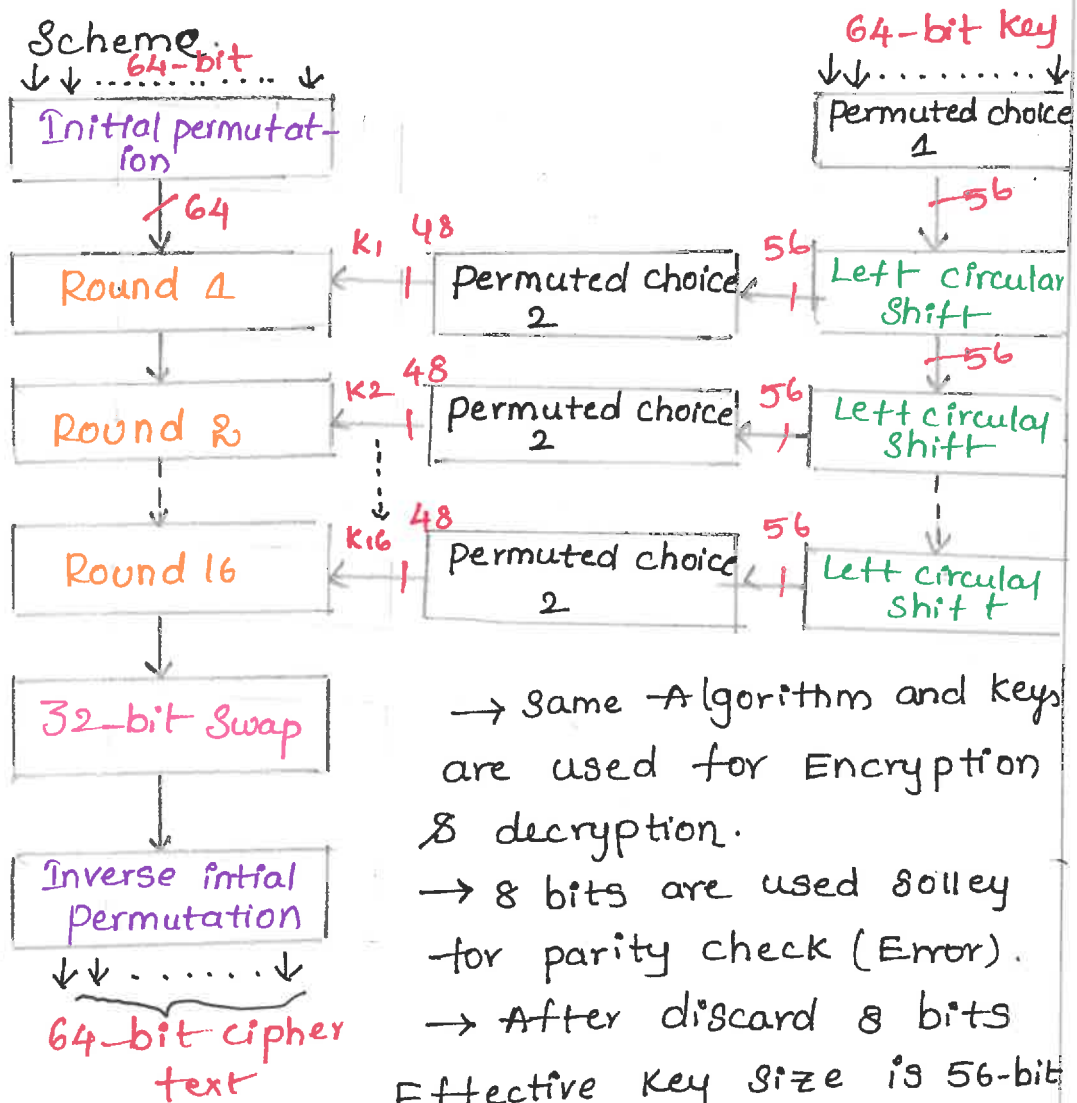 Scheme.
64-bit
64-bit key
Initial permutat-
ion
Permuted choice
1
64
56
K1
48
56
Round 1
Permuted choice
2
Left circular
Shift
56
K2
48
56
Round 2
Permuted choice
2
Left circular
Shift
K16
48
56
Round 16
Permuted choice
2
Left circular
Shift
32-bit Swap
→ Same Algorithm and keys
are used for Encryption
& decryption.
Inverse intial
Permutation
→ 8 bits are used solley
for parity check (Error).
64-bit cipher
text
→ After discard 8 bits
Effective key size is 56-bit